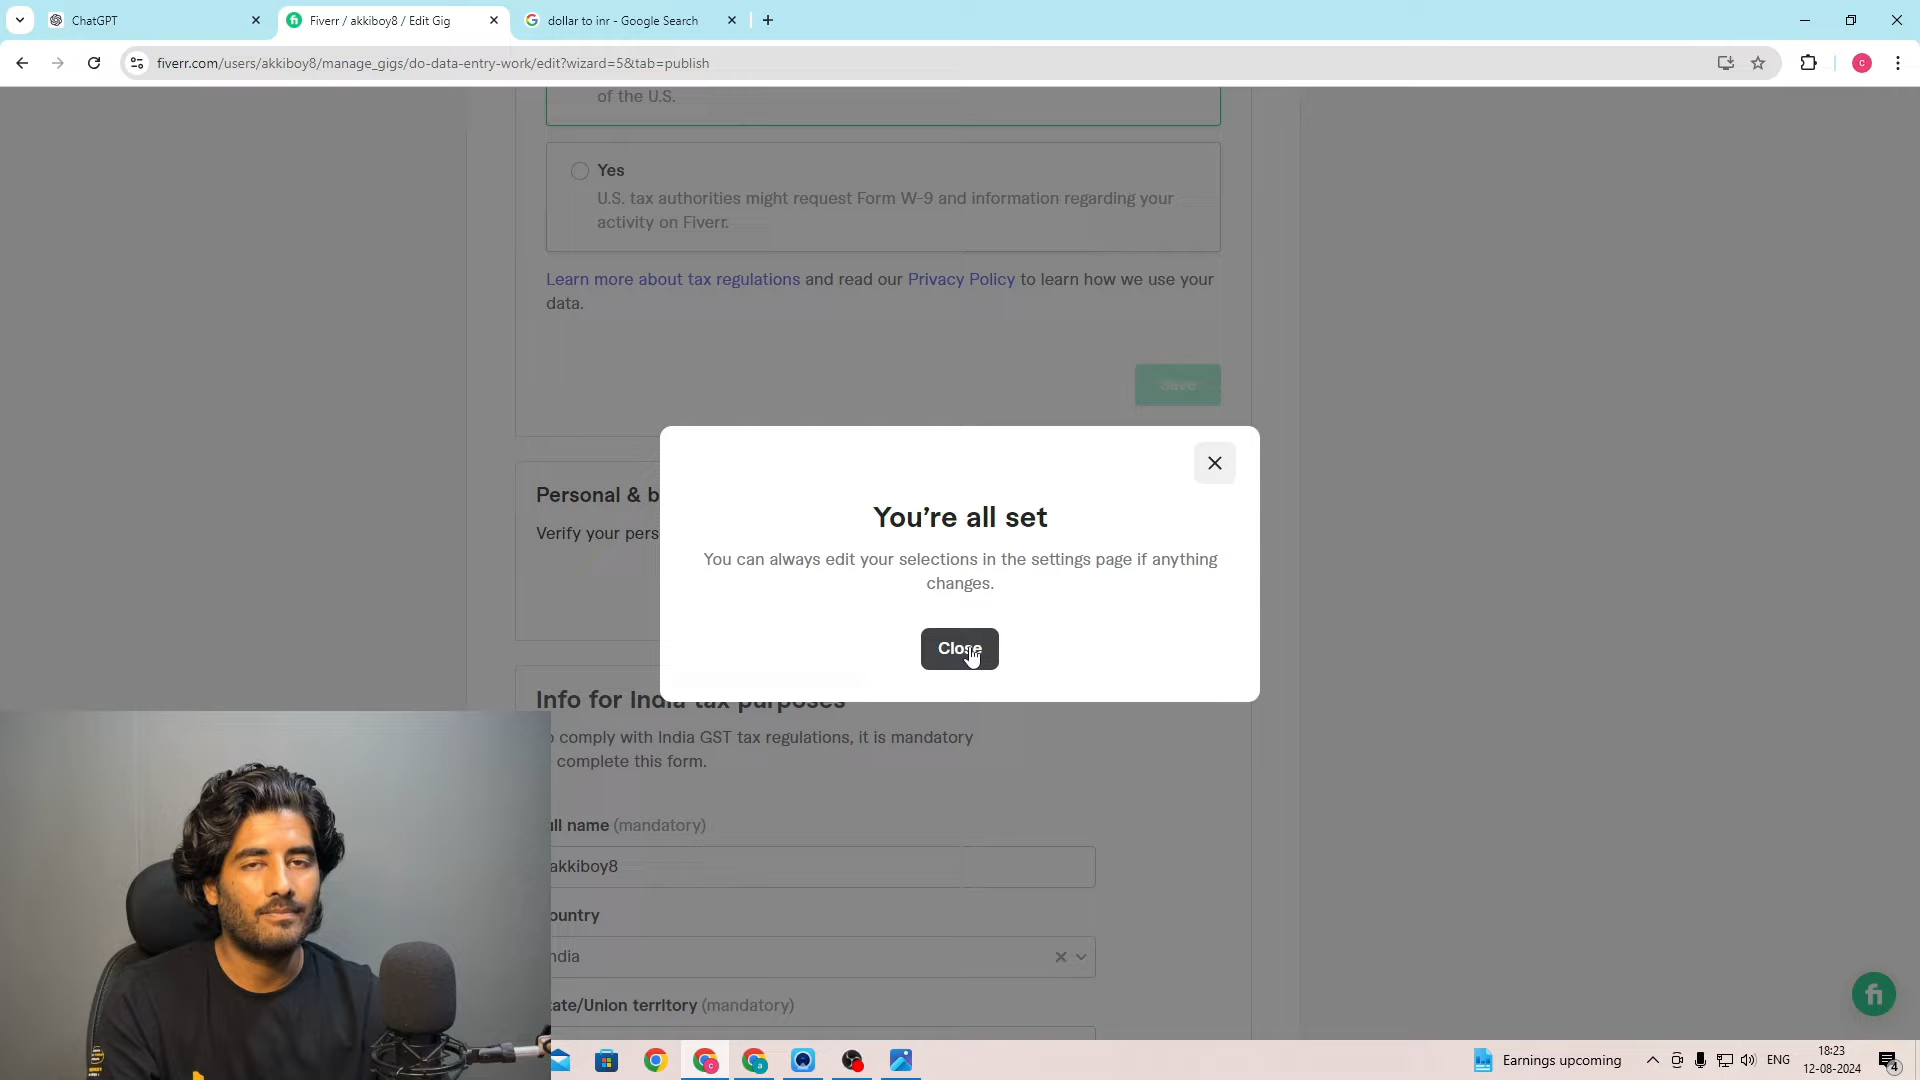 ChatGPT
Fiverr / akkiboy8 / Edit Gig
dollar to inr - Google Search
fiverr.com/users/akkiboy8/manage_gigs/do-data-entry-work/edit?wizard=5&tab=publish
of the U.S.
Yes
U.S. tax authorities might request Form W-9 and information regarding your
activity on Fiverr.
Learn more about tax regulations and read our Privacy Policy to learn how we use your
data.
Save
Personal & b
Verify your pers
You're all set
You can always edit your selections in the settings page if anything
changes.
Close
Info for India tax purposes
comply with India GST tax regulations, it is mandatory
complete this form.
ull name (mandatory)
akkiboy8
ountry
ndia
tate/Union territory (mandatory)
Earnings upcoming
ENG
18:23
12-08-2024
4